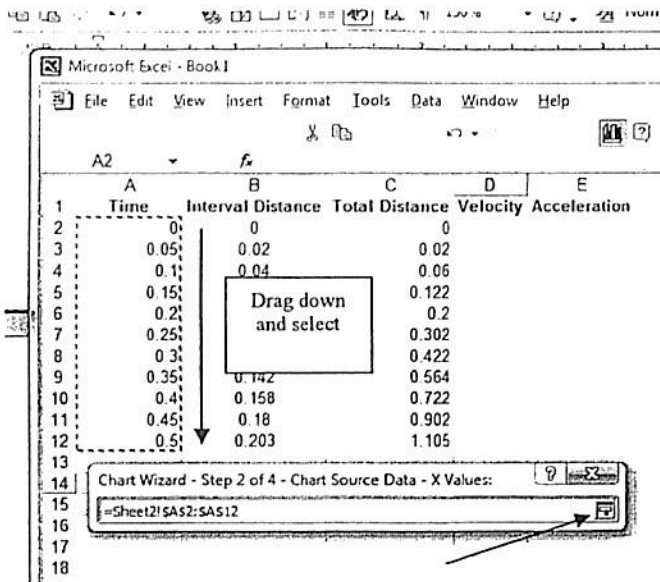 Microsoft Excel - Book1
File Edit View Insert Format Tools Data Window Help
A2 fx
A B C D E
1 Time Interval Distance Total Distance Velocity Acceleration
2 0 0 0
3 0.05 0.02 0.02
4 0.1 0.04 0.06
5 0.15 0.122
6 0.2 0.2
7 0.25 0.302
8 0.3 0.422
9 0.35 0.142 0.564
10 0.4 0.158 0.722
11 0.45 0.18 0.902
12 0.5 0.203 1.105
Drag down
and select
13
14
15
16
17
18
Chart Wizard - Step 2 of 4 - Chart Source Data - X Values:
=Sheet2!$A$2:$A$12